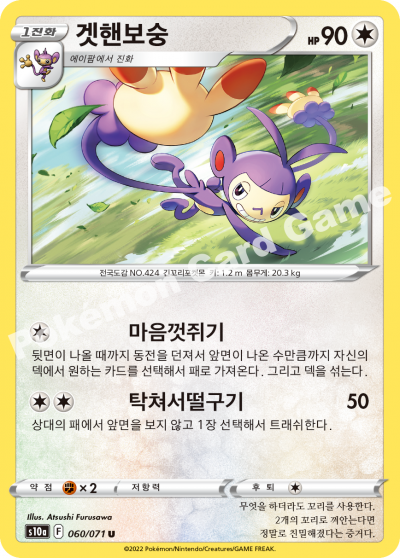 1진화
겟핸보숭
HP 90
에이팜에서 진화
전국도감 NO.424 긴꼬리포켓몬 키: 1.2 m 몸무게: 20.3 kg
마음껏쥐기
뒷면이 나올 때까지 동전을 던져서 앞면이 나온 수만큼까지 자신의
덱에서 원하는 카드를 선택해서 패로 가져온다. 그리고 덱을 섞는다.
탁쳐서떨구기 50
상대의 패에서 앞면을 보지 않고 1장 선택해서 트래쉬한다.
약점 ×2 저항력 후퇴
Illus. Atsushi Furusawa
무엇을 하더라도 꼬리를 사용한다.
2개의 꼬리로 껴안는다면
정말로 친밀해졌다는 증거다.
s10a F 060/071 U
©2022 Pokémon/Nintendo/Creatures/GAME FREAK.
Pokémon Card Game